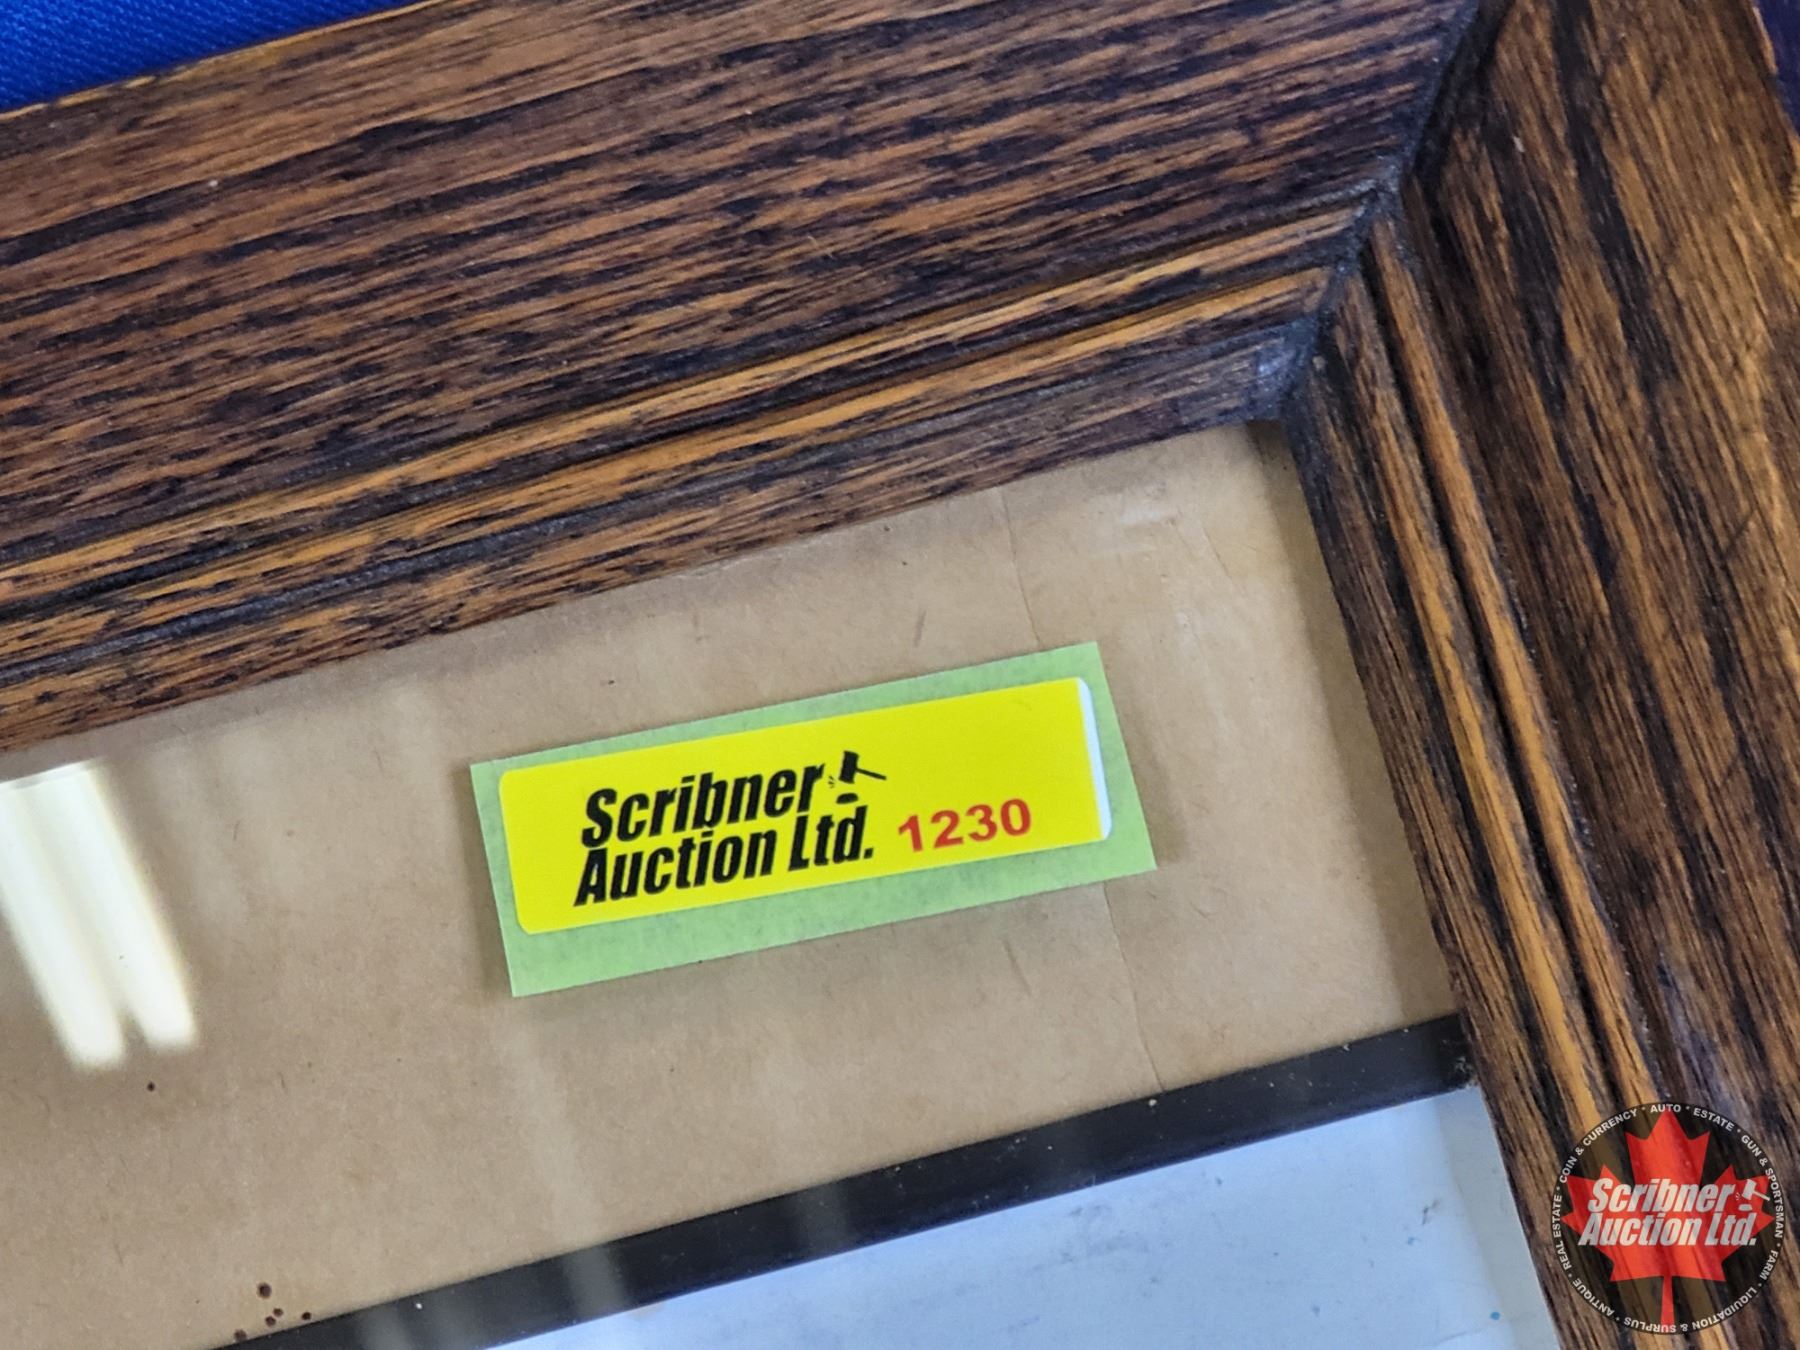 Scribner
Auction Ltd. 1230
Scribner
Auction Ltd.
REAL ESTATE · COIN & CURRENCY · AUTO · ESTATE · GUN & SPORTSMAN · FARM · LIQUIDATION & SURPLUS · ANTIQUE ·